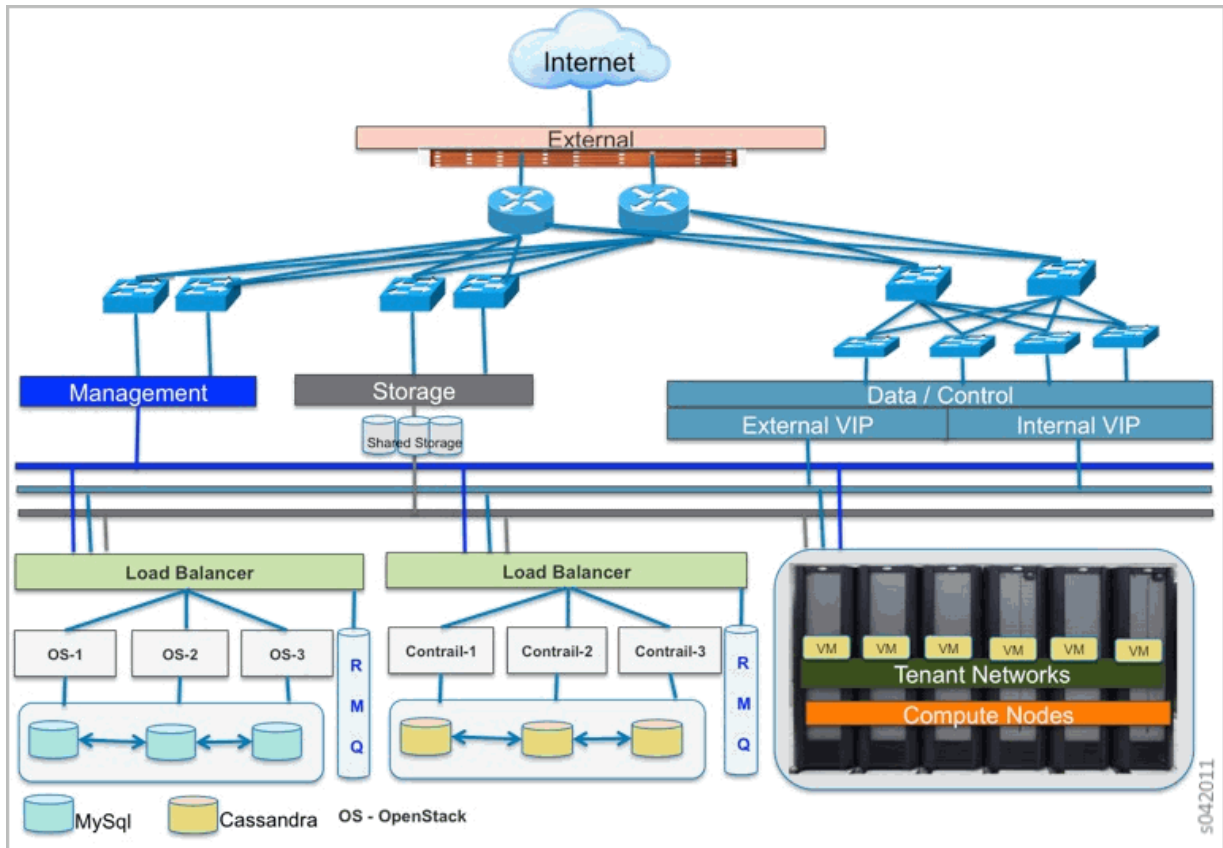 Internet
External
Management
Storage
Data / Control
External VIP
Internal VIP
Shared Storage
Load Balancer
Load Balancer
OS-1
OS-2
OS-3
R
M
Q
Contrail-1
Contrail-2
Contrail-3
R
M
Q
VM VM VM VM VM VM
Tenant Networks
Compute Nodes
MySql
Cassandra
OS - OpenStack
s042011